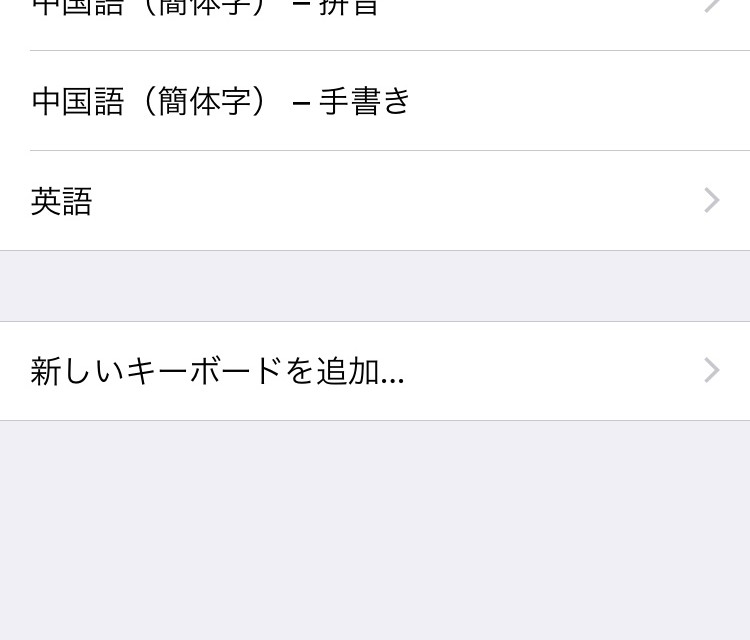 中国語（簡体字） – 拼音
中国語（簡体字） – 手書き
英語
新しいキーボードを追加...